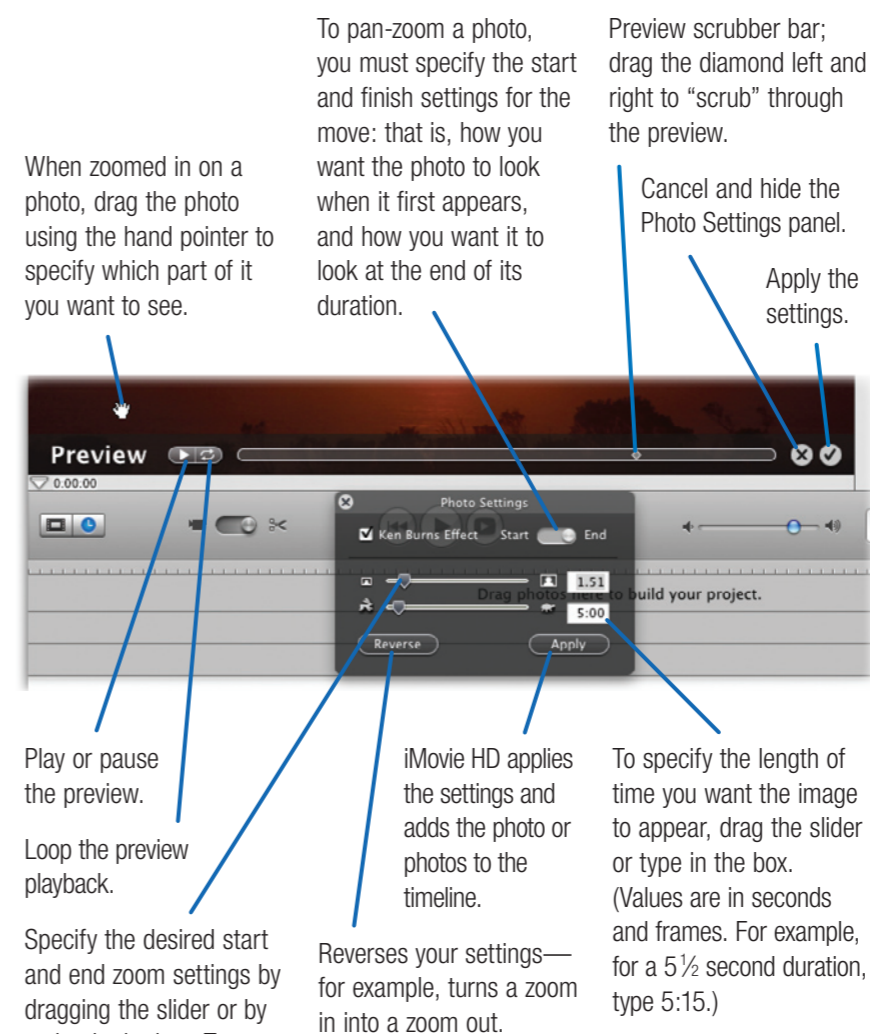 To pan-zoom a photo,
you must specify the start
and finish settings for the
move: that is, how you
want the photo to look
when it first appears,
and how you want it to
look at the end of its
duration.
Preview scrubber bar;
drag the diamond left and
right to “scrub” through
the preview.
When zoomed in on a
photo, drag the photo
using the hand pointer to
specify which part of it
you want to see.
Cancel and hide the
Photo Settings panel.
Apply the
settings.
Preview
0:00:00
Photo Settings
Ken Burns Effect Start End
1.51
Drag photos here to build your project.
5:00
Reverse Apply
Play or pause
the preview.
Loop the preview
playback.
Specify the desired start
and end zoom settings by
dragging the slider or by
iMovie HD applies
the settings and
adds the photo or
photos to the
timeline.
Reverses your settings—
for example, turns a zoom
in into a zoom out.
To specify the length of
time you want the image
to appear, drag the slider
or type in the box.
(Values are in seconds
and frames. For example,
for a 5½ second duration,
type 5:15.)